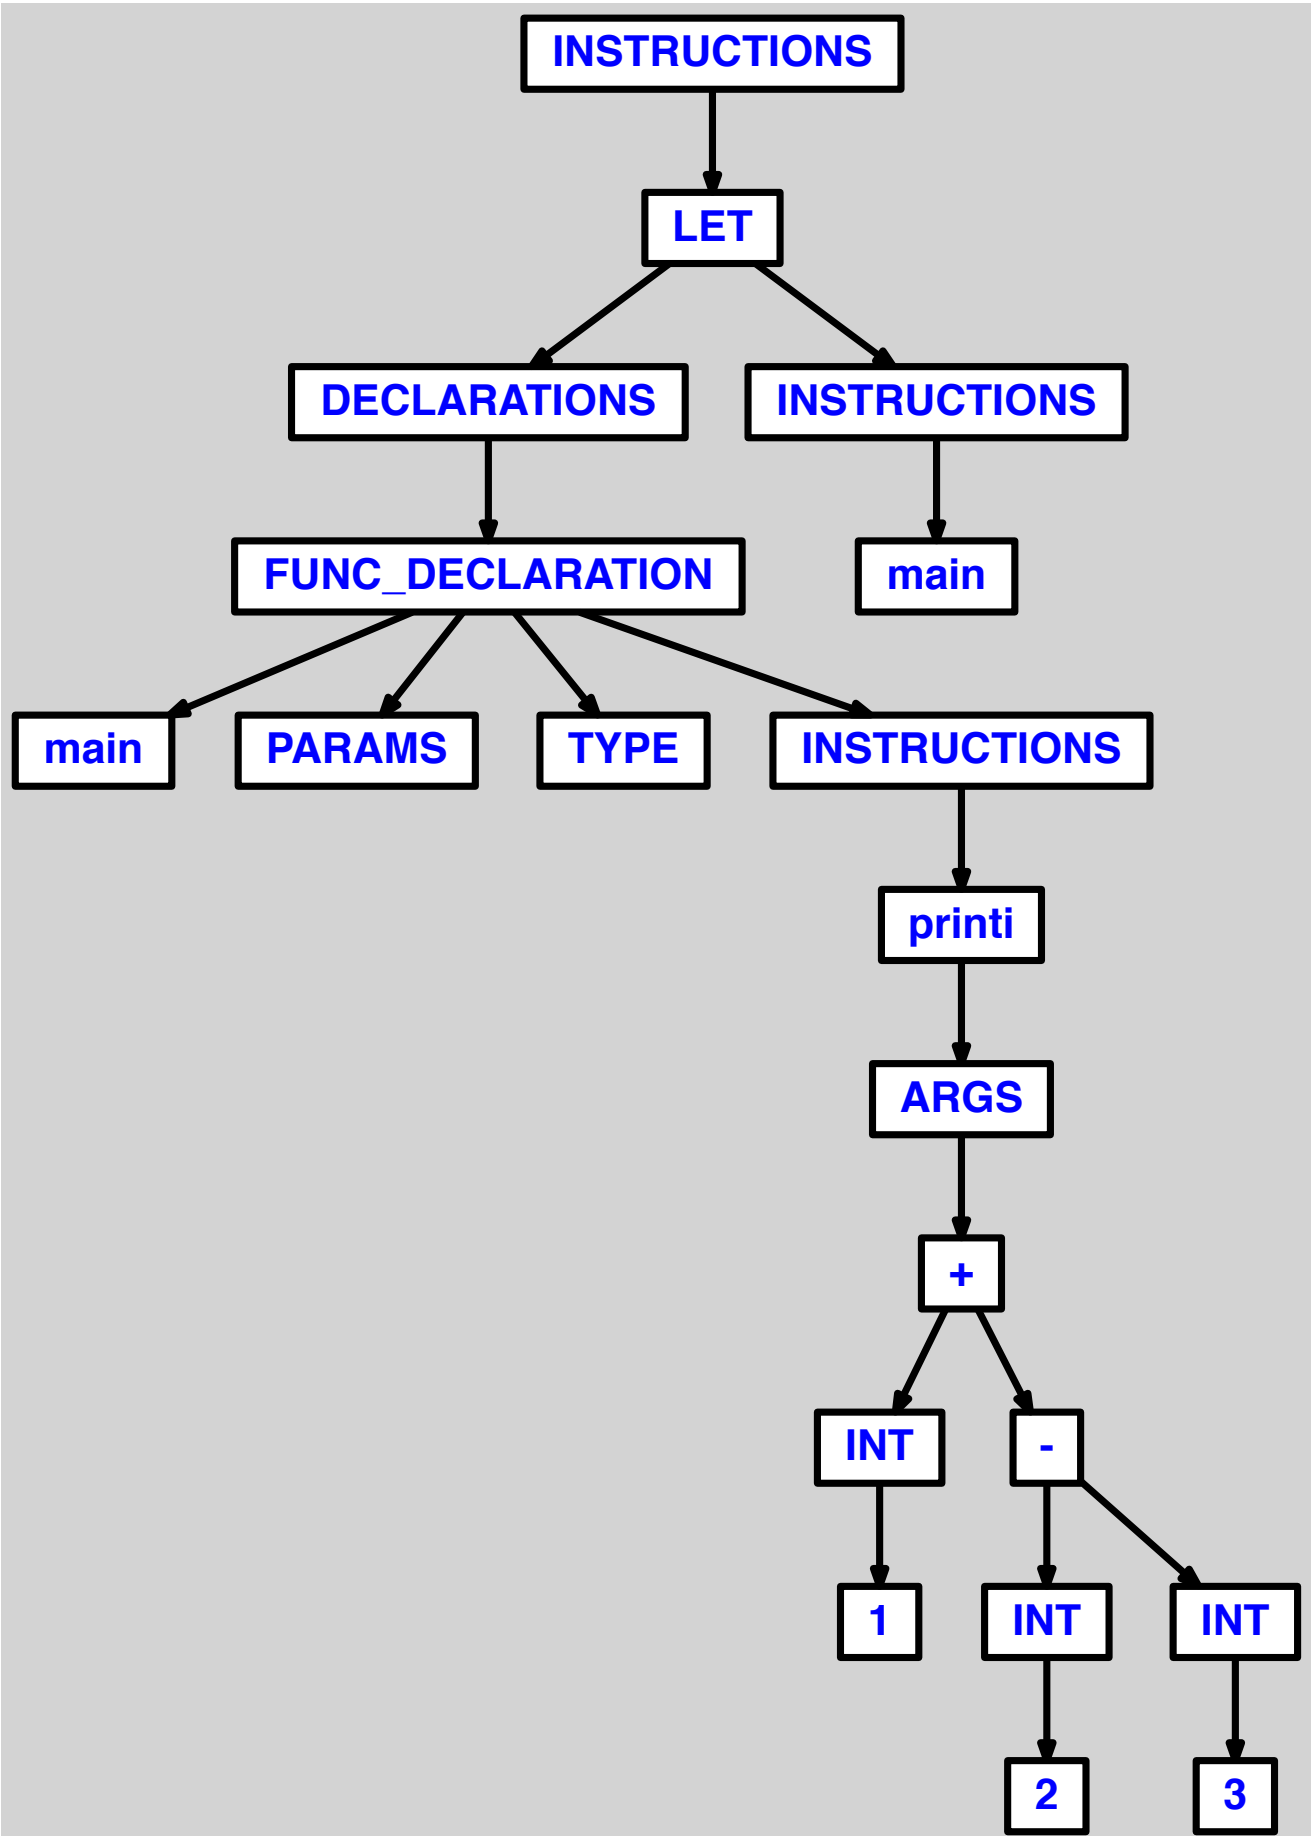 INSTRUCTIONS
LET
DECLARATIONS
INSTRUCTIONS
FUNC_DECLARATION
main
main
PARAMS
TYPE
INSTRUCTIONS
printi
ARGS
+
INT
-
1
INT
INT
2
3